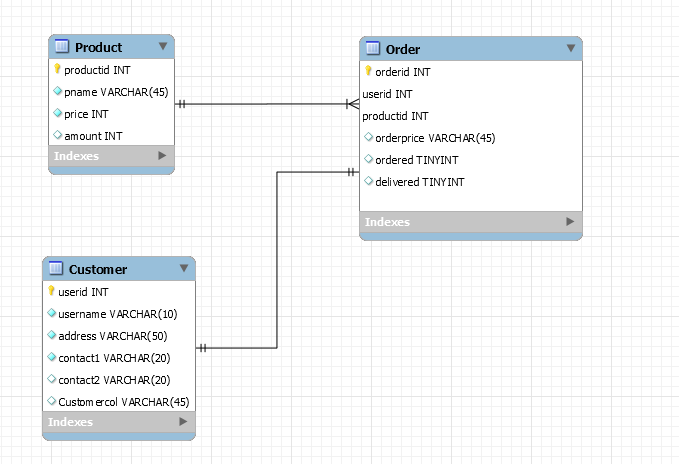 Product
productid INT
pname VARCHAR(45)
price INT
amount INT
Indexes
Order
orderid INT
userid INT
productid INT
orderprice VARCHAR(45)
ordered TINYINT
delivered TINYINT
Indexes
Customer
userid INT
username VARCHAR(10)
address VARCHAR(50)
contact1 VARCHAR(20)
contact2 VARCHAR(20)
Customercol VARCHAR(45)
Indexes